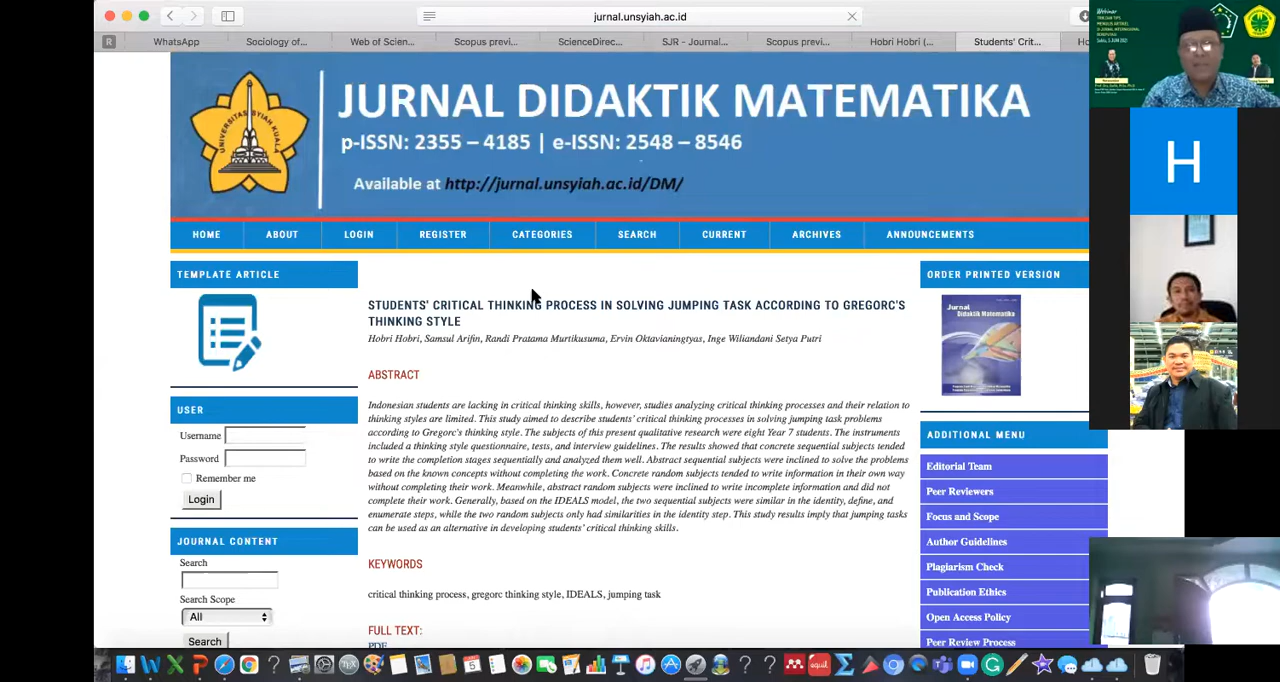 jurnal.unsyiah.ac.id
R
WhatsApp
Sociology of...
Web of Scien...
Scopus previ...
ScienceDirec...
SJR - Journal...
Scopus previ...
Hobri Hobri (...
Students' Crit...
Ho
Webinar
Sabtu, 5 JUNI 2021
UNIVERSITAS SYIAH KUALA
JURNAL DIDAKTIK MATEMATIKA
p-ISSN: 2355 – 4185 | e-ISSN: 2548 – 8546
Available at http://jurnal.unsyiah.ac.id/DM/
H
HOME
ABOUT
LOGIN
REGISTER
CATEGORIES
SEARCH
CURRENT
ARCHIVES
ANNOUNCEMENTS
TEMPLATE ARTICLE
USER
Username
Password
Remember me
Login
JOURNAL CONTENT
Search
Search Scope
All
Search
STUDENTS' CRITICAL THINKING PROCESS IN SOLVING JUMPING TASK ACCORDING TO GREGORC'S
THINKING STYLE
Hobri Hobri, Samsul Arifin, Randi Pratama Murtikusuma, Ervin Oktavianingtyas, Inge Wiliandani Setya Putri
ABSTRACT
Indonesian students are lacking in critical thinking skills, however, studies analyzing critical thinking processes and their relation to
thinking styles are limited. This study aimed to describe students' critical thinking processes in solving jumping task problems
according to Gregorc's thinking style. The subjects of this present qualitative research were eight Year 7 students. The instruments
included a thinking style questionnaire, tests, and interview guidelines. The results showed that concrete sequential subjects tended
to write the completion stages sequentially and analyzed them well. Abstract sequential subjects were inclined to solve the problems
based on the known concepts without completing the work. Concrete random subjects tended to write information in their own way
without completing their work. Meanwhile, abstract random subjects were inclined to write incomplete information and did not
complete their work. Generally, based on the IDEALS model, the two sequential subjects were similar in the identity, define, and
enumerate steps, while the two random subjects only had similarities in the identity step. This study results imply that jumping tasks
can be used as an alternative in developing students' critical thinking skills.
KEYWORDS
critical thinking process, gregorc thinking style, IDEALS, jumping task
FULL TEXT:
PDF
ORDER PRINTED VERSION
Jurnal
Didaktik Matematika
ADDITIONAL MENU
Editorial Team
Peer Reviewers
Focus and Scope
Author Guidelines
Plagiarism Check
Publication Ethics
Open Access Policy
Peer Review Process